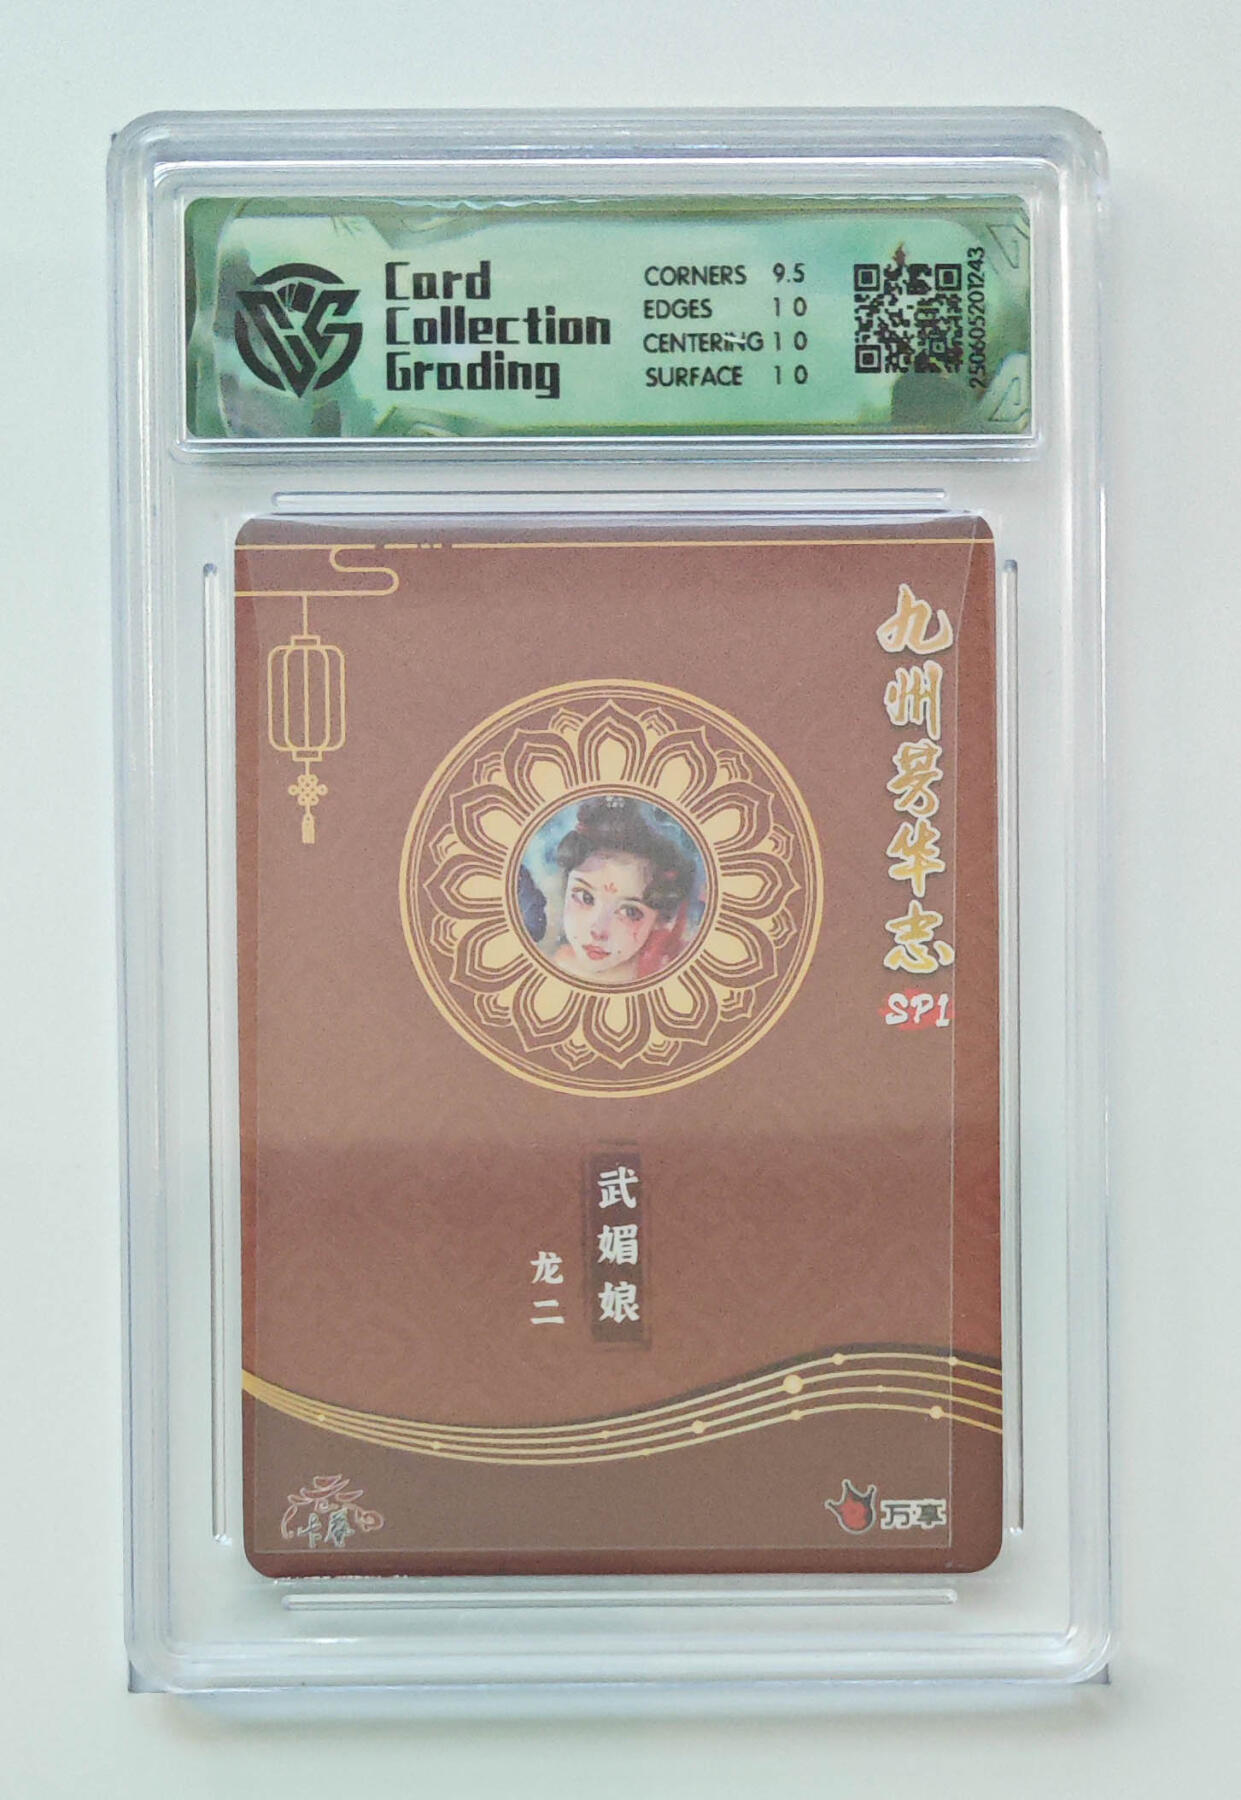 Card
Collection
Grading
CORNERS 9.5
EDGES 10
CENTERING 10
SURFACE 10
250605201243
九州芳华志
SP1
武媚娘
龙二
万享